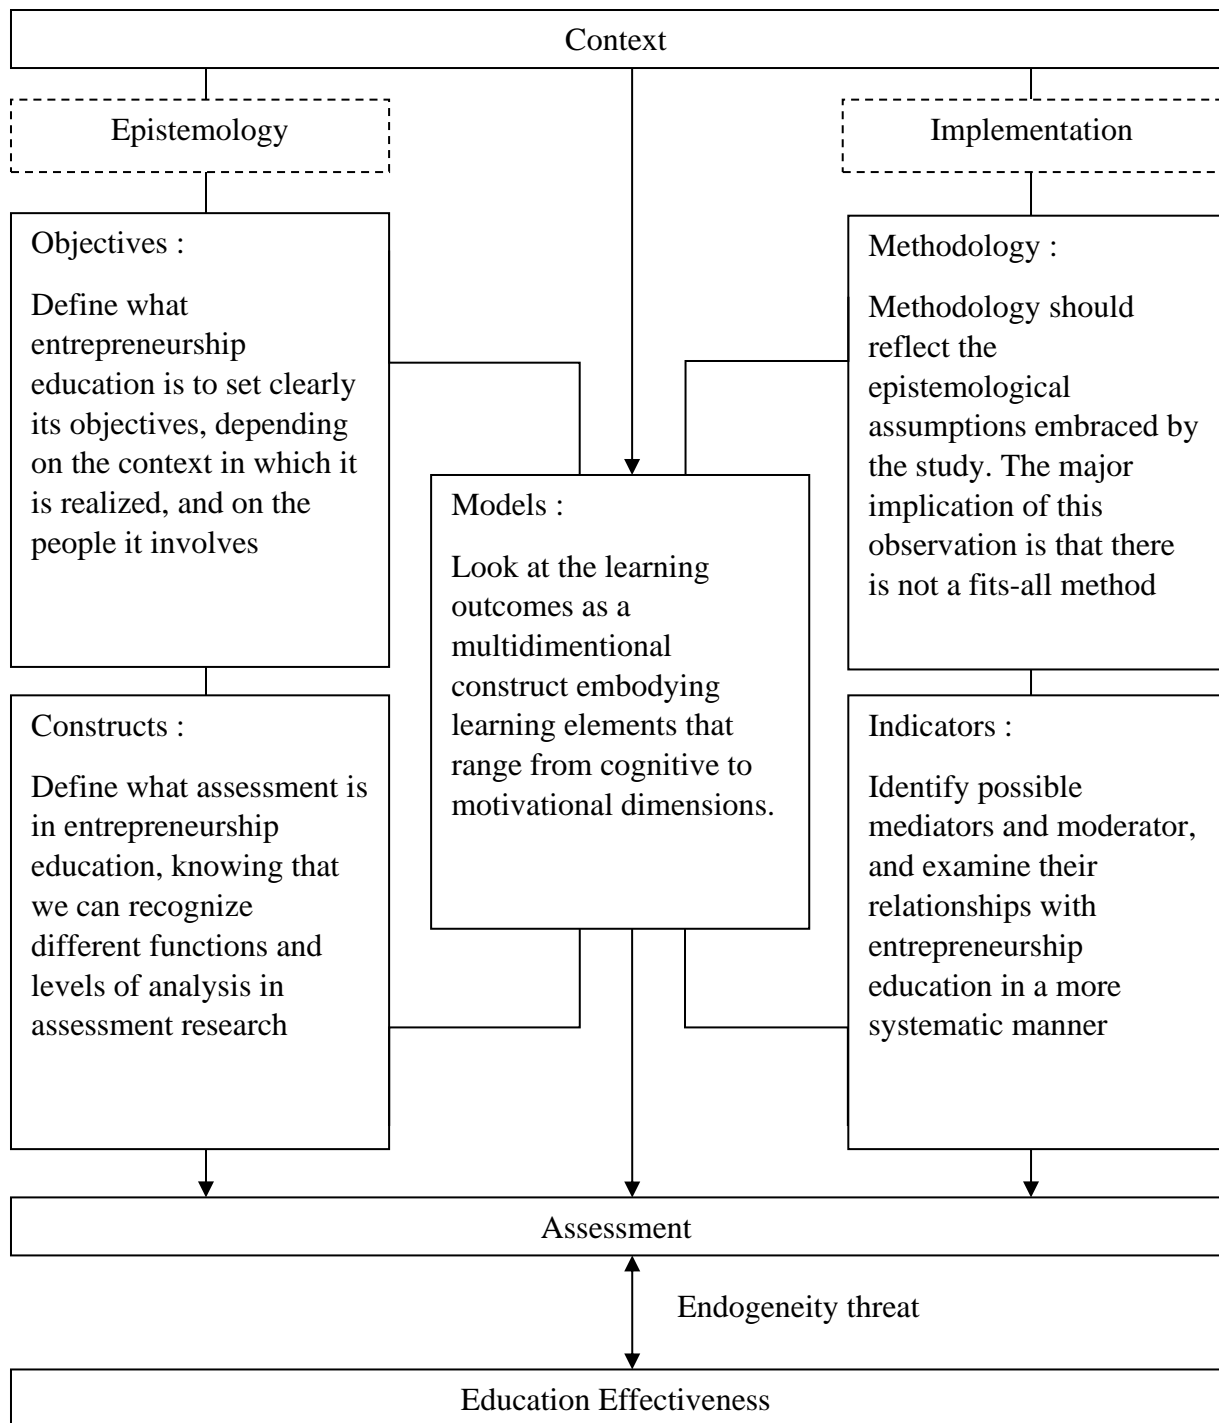 Context
Epistemology
Implementation
Objectives :
Define what
entrepreneurship
education is to set clearly
its objectives, depending
on the context in which it
is realized, and on the
people it involves
Methodology :
Methodology should
reflect the
epistemological
assumptions embraced by
the study. The major
implication of this
observation is that there
is not a fits-all method
Models :
Look at the learning
outcomes as a
multidimentional
construct embodying
learning elements that
range from cognitive to
motivational dimensions.
Constructs :
Define what assessment is
in entrepreneurship
education, knowing that
we can recognize
different functions and
levels of analysis in
assessment research
Indicators :
Identify possible
mediators and moderator,
and examine their
relationships with
entrepreneurship
education in a more
systematic manner
Assessment
Endogeneity threat
Education Effectiveness